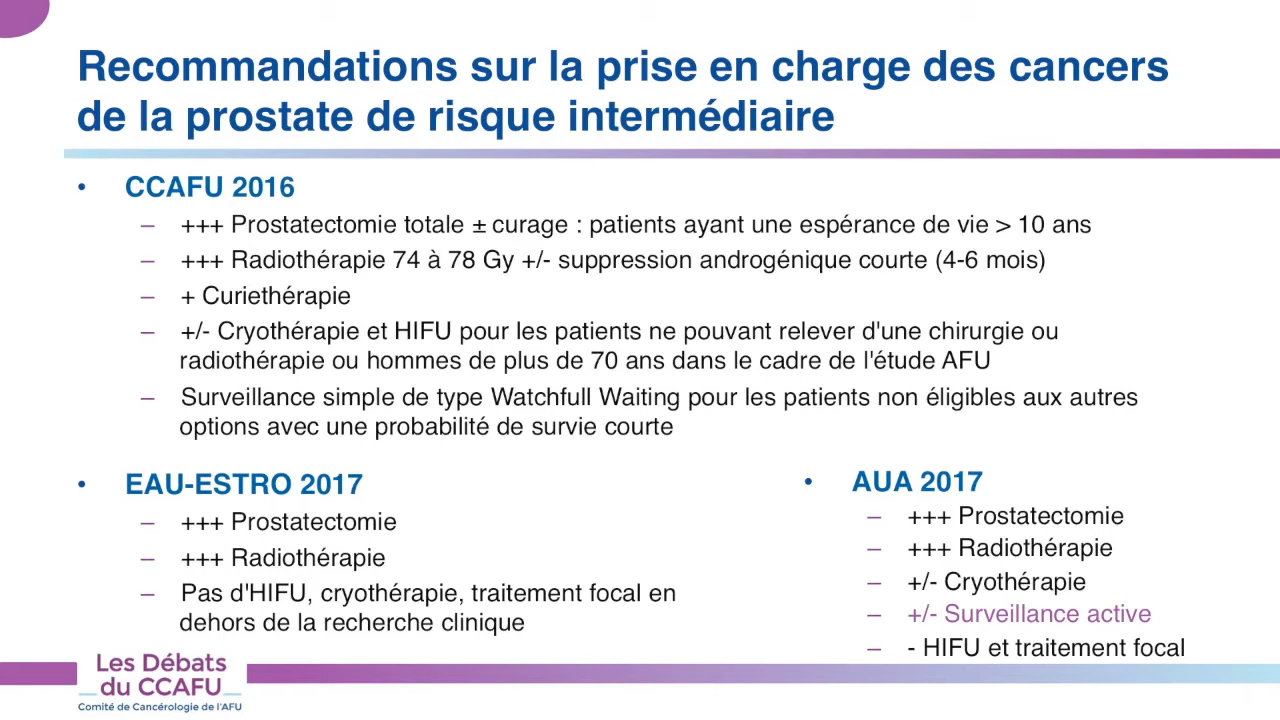 Recommandations sur la prise en charge des cancers
de la prostate de risque intermédiaire
• CCAFU 2016
– +++ Prostatectomie totale ± curage : patients ayant une espérance de vie > 10 ans
– +++ Radiothérapie 74 à 78 Gy +/- suppression androgénique courte (4-6 mois)
– + Curiethérapie
– +/- Cryothérapie et HIFU pour les patients ne pouvant relever d'une chirurgie ou
radiothérapie ou hommes de plus de 70 ans dans le cadre de l'étude AFU
– Surveillance simple de type Watchfull Waiting pour les patients non éligibles aux autres
options avec une probabilité de survie courte
• EAU-ESTRO 2017
– +++ Prostatectomie
– +++ Radiothérapie
– Pas d'HIFU, cryothérapie, traitement focal en
dehors de la recherche clinique
• AUA 2017
– +++ Prostatectomie
– +++ Radiothérapie
– +/- Cryothérapie
– +/- Surveillance active
– - HIFU et traitement focal
Les Débats
du CCAFU
Comité de Cancérologie de l'AFU